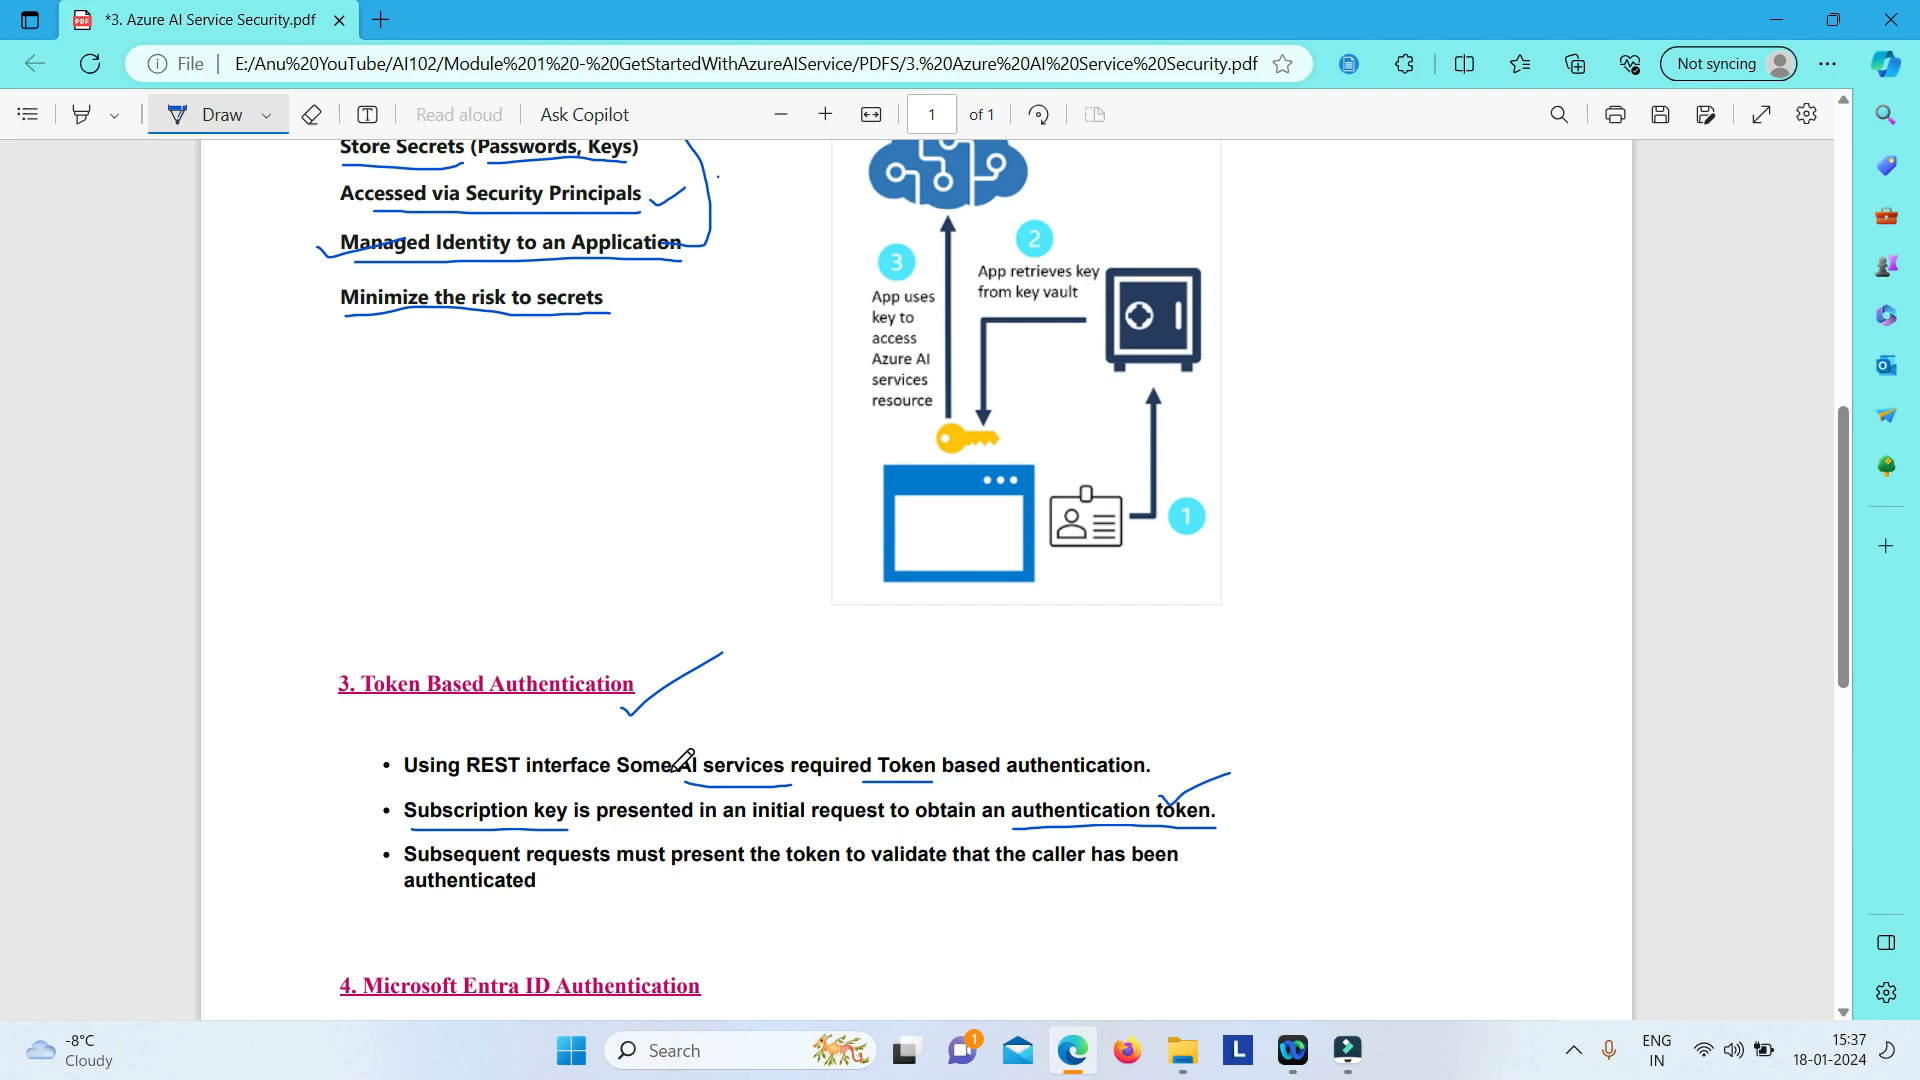 *3. Azure AI Service Security.pdf
File
E:/Anu%20YouTube/AI102/Module%201%20-%20GetStartedWithAzureAIService/PDFS/3.%20Azure%20AI%20Service%20Security.pdf
Not syncing
Draw
Read aloud
Ask Copilot
1 of 1
Store Secrets (Passwords, Keys)
Accessed via Security Principals
Managed Identity to an Application
Minimize the risk to secrets
2
App retrieves key
from key vault
3
App uses
key to
access
Azure AI
services
resource
1
3. Token Based Authentication
• Using REST interface Some AI services required Token based authentication.
• Subscription key is presented in an initial request to obtain an authentication token.
• Subsequent requests must present the token to validate that the caller has been
authenticated
4. Microsoft Entra ID Authentication
-8°C
Cloudy
Search
1
L
ENG
IN
15:37
18-01-2024